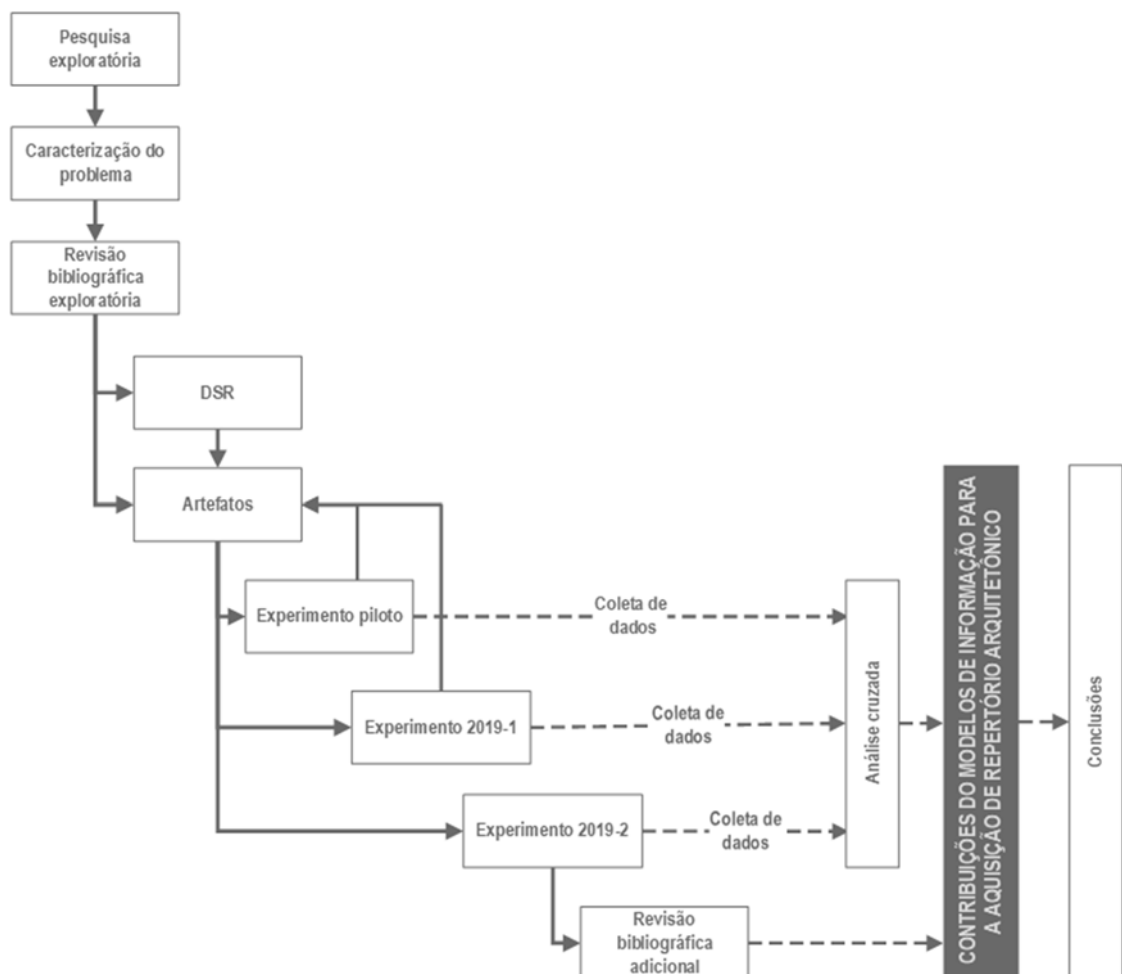 Pesquisa
exploratória
Caracterização do
problema
Revisão
bibliográfica
exploratória
DSR
Artefatos
Experimento piloto
Coleta de
dados
Experimento 2019-1
Coleta de
dados
Experimento 2019-2
Coleta de
dados
Revisão
bibliográfica
adicional
Análise cruzada
CONTRIBUIÇÕES DO MODELOS DE INFORMAÇÃO PARA
A AQUISIÇÃO DE REPERTÓRIO ARQUITETÔNICO
Conclusões